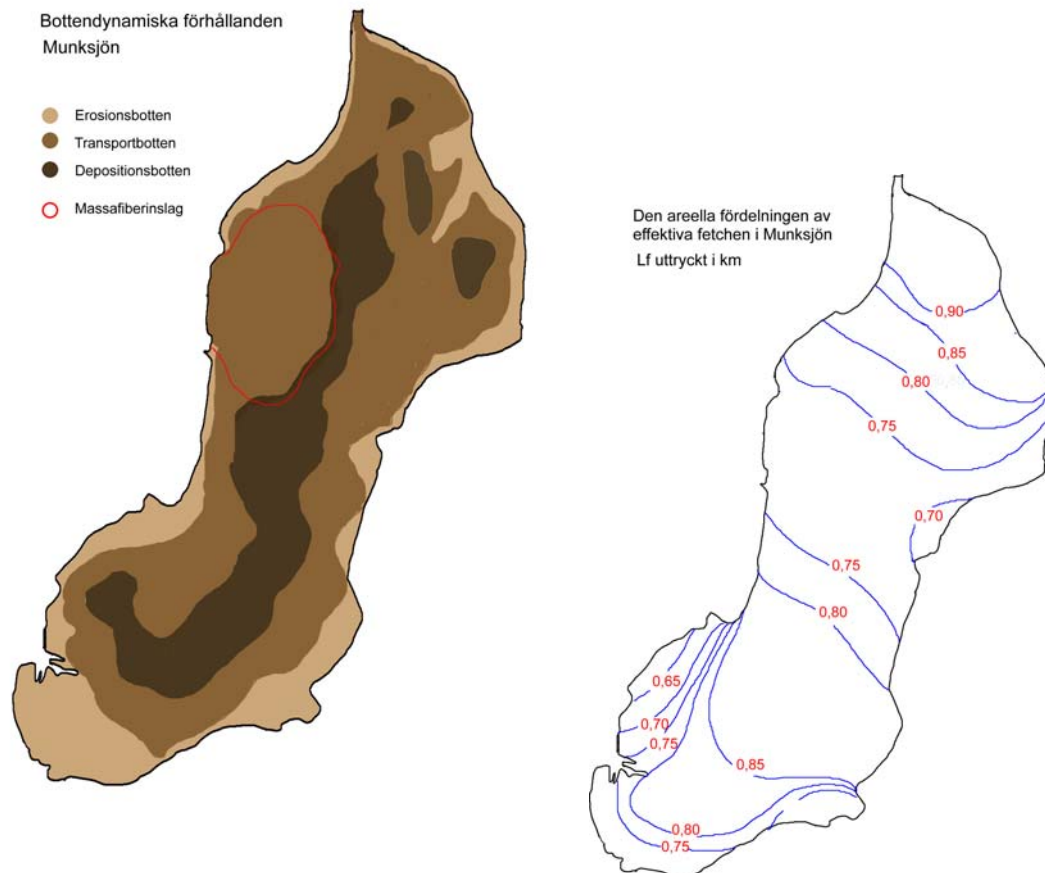 Bottendynamiska förhållanden
Munksjön
Erosionsbotten
Transportbotten
Depositionsbotten
Massafiberinslag
Den areella fördelningen av
effektiva fetchen i Munksjön
Lf uttryckt i km
0,90
0,85
0,80
0,75
0,70
0,75
0,80
0,65
0,70
0,75
0,85
0,80
0,75